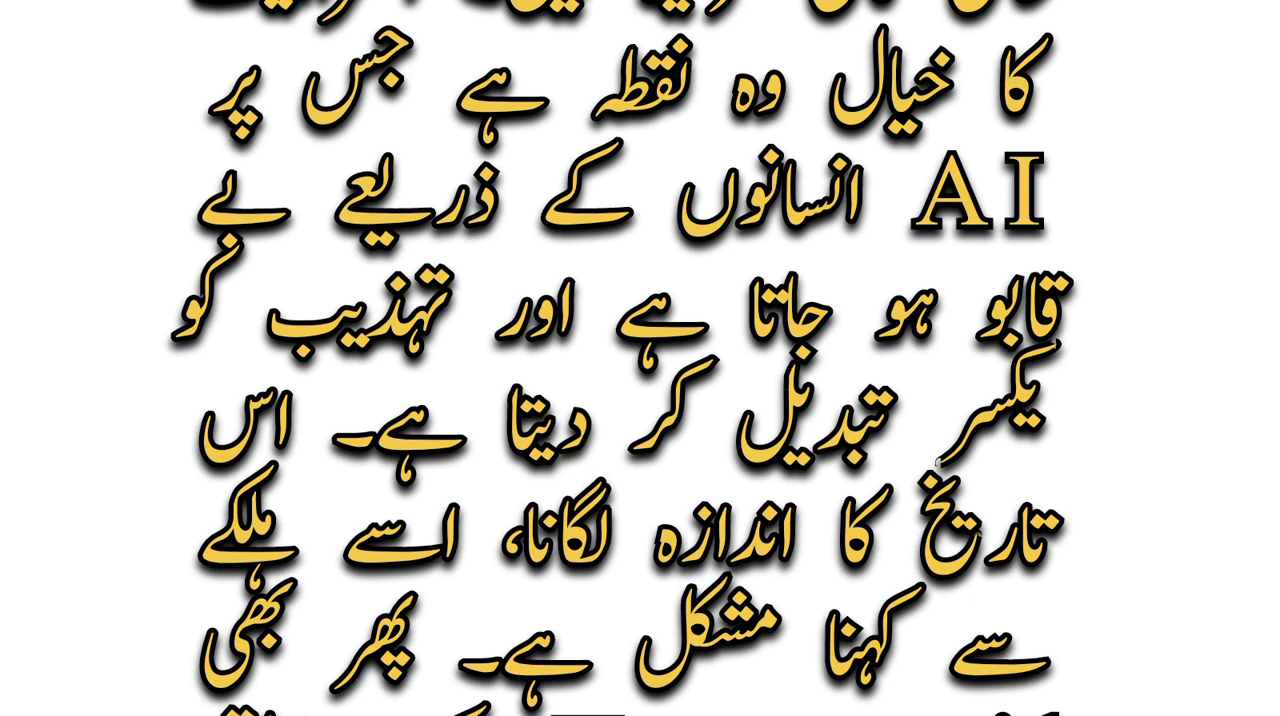 کا خیال وہ نقطہ ہے جس پر
AI انسانوں کے ذریعے بے
قابو ہو جاتا ہے اور تہذیب کو
یکسر تبدیل کر دیتا ہے۔ اس
تاریخ کا اندازہ لگانا، اسے ہلکے
سے کہنا مشکل ہے۔ پھر بھی